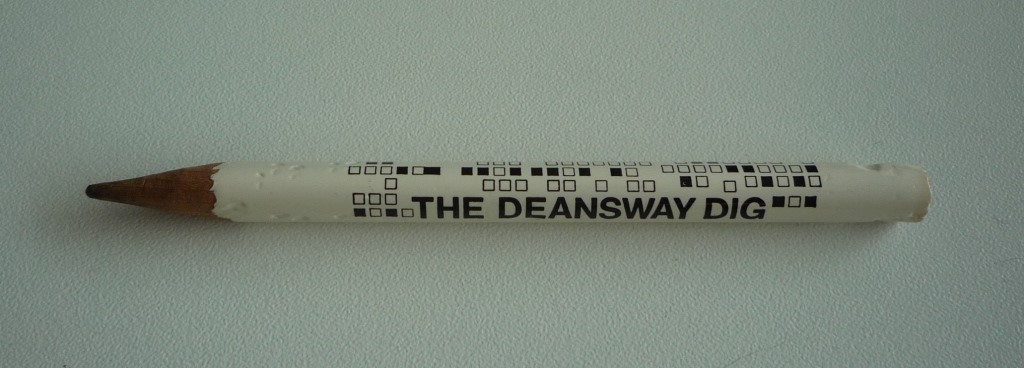 THE DEANSWAY DIG